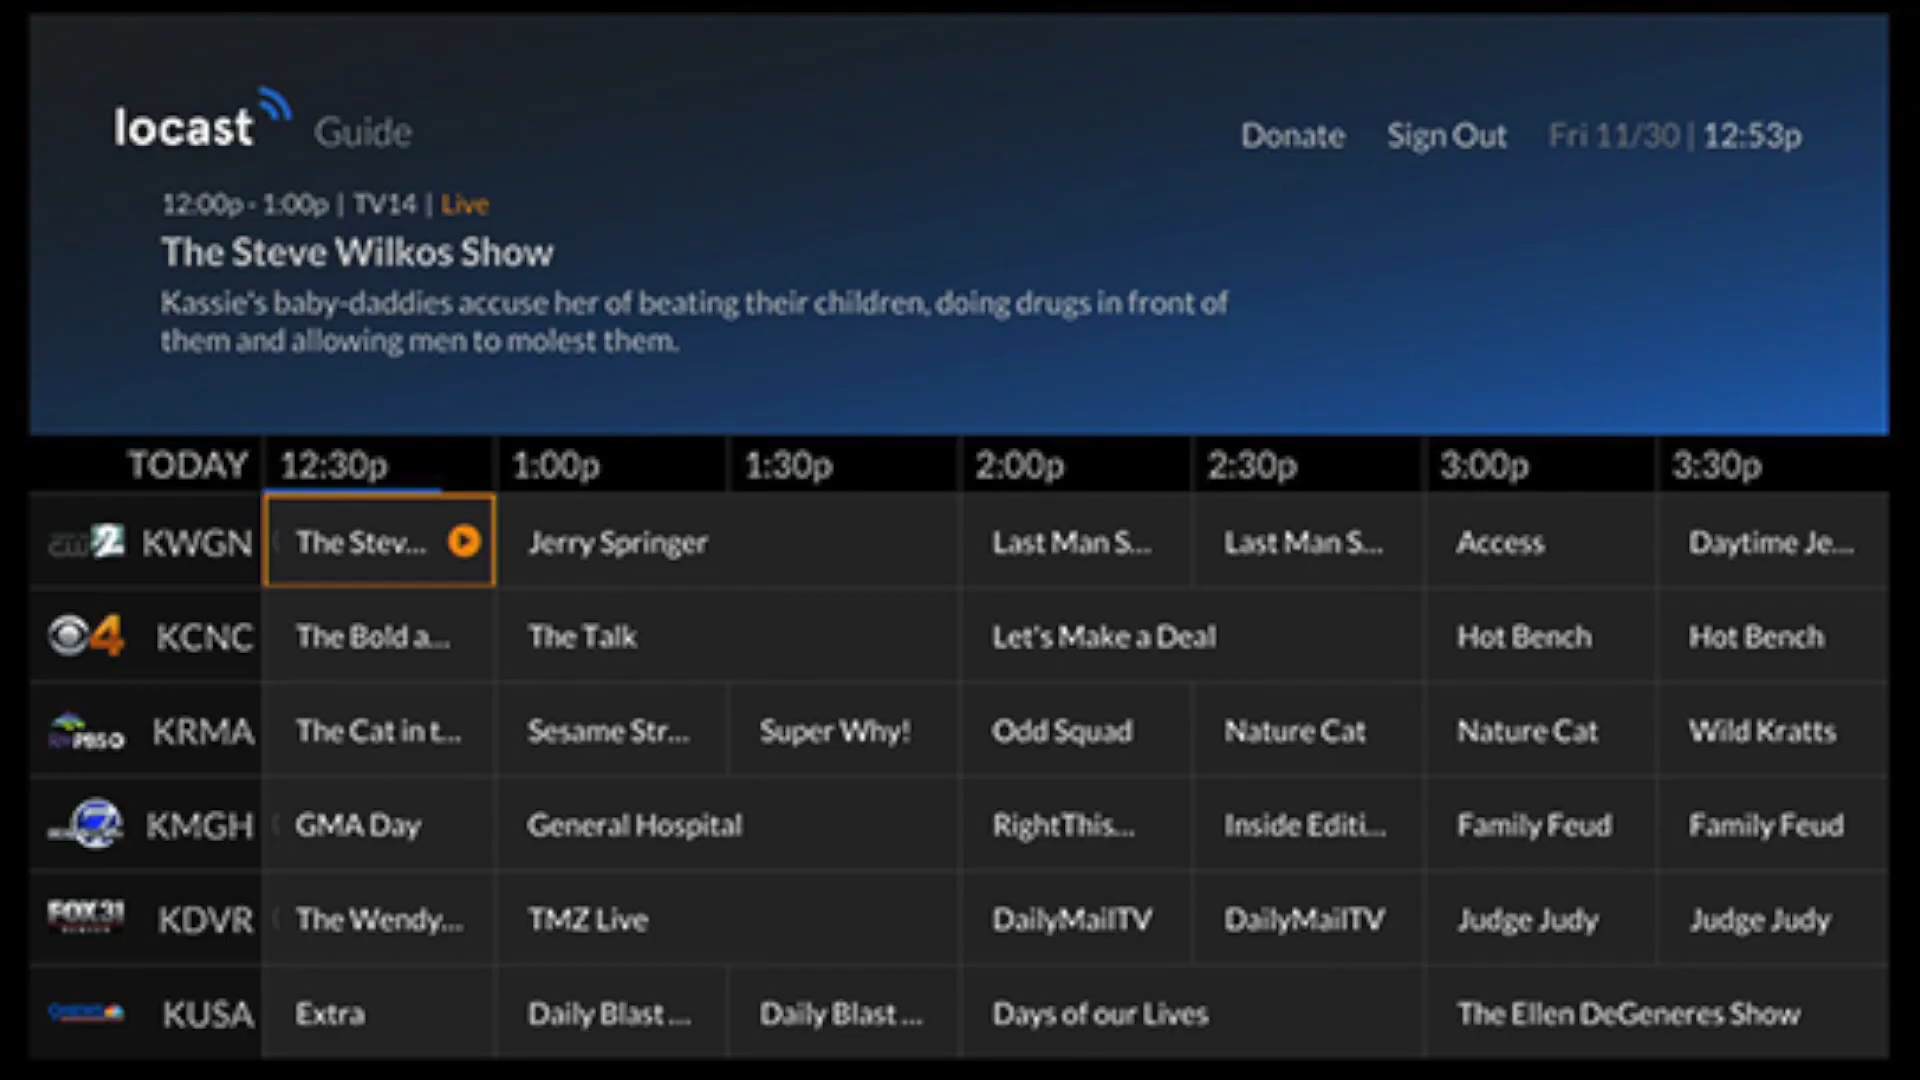 locast Guide
Donate Sign Out Fri 11/30 | 12:53p
12:00p - 1:00p | TV14 | Live
The Steve Wilkos Show
Kassie's baby-daddies accuse her of beating their children, doing drugs in front of
them and allowing men to molest them.
TODAY 12:30p 1:00p 1:30p 2:00p 2:30p 3:00p 3:30p
CW 2 KWGN The Stev... Jerry Springer Last Man S... Last Man S... Access Daytime Je...
4 KCNC The Bold a... The Talk Let's Make a Deal Hot Bench Hot Bench
PBS KRMA The Cat in t... Sesame Str... Super Why! Odd Squad Nature Cat Nature Cat Wild Kratts
7 KMGH GMA Day General Hospital RightThis... Inside Editi... Family Feud Family Feud
FOX31 KDVR The Wendy... TMZ Live DailyMailTV DailyMailTV Judge Judy Judge Judy
KUSA Extra Daily Blast ... Daily Blast ... Days of our Lives The Ellen DeGeneres Show